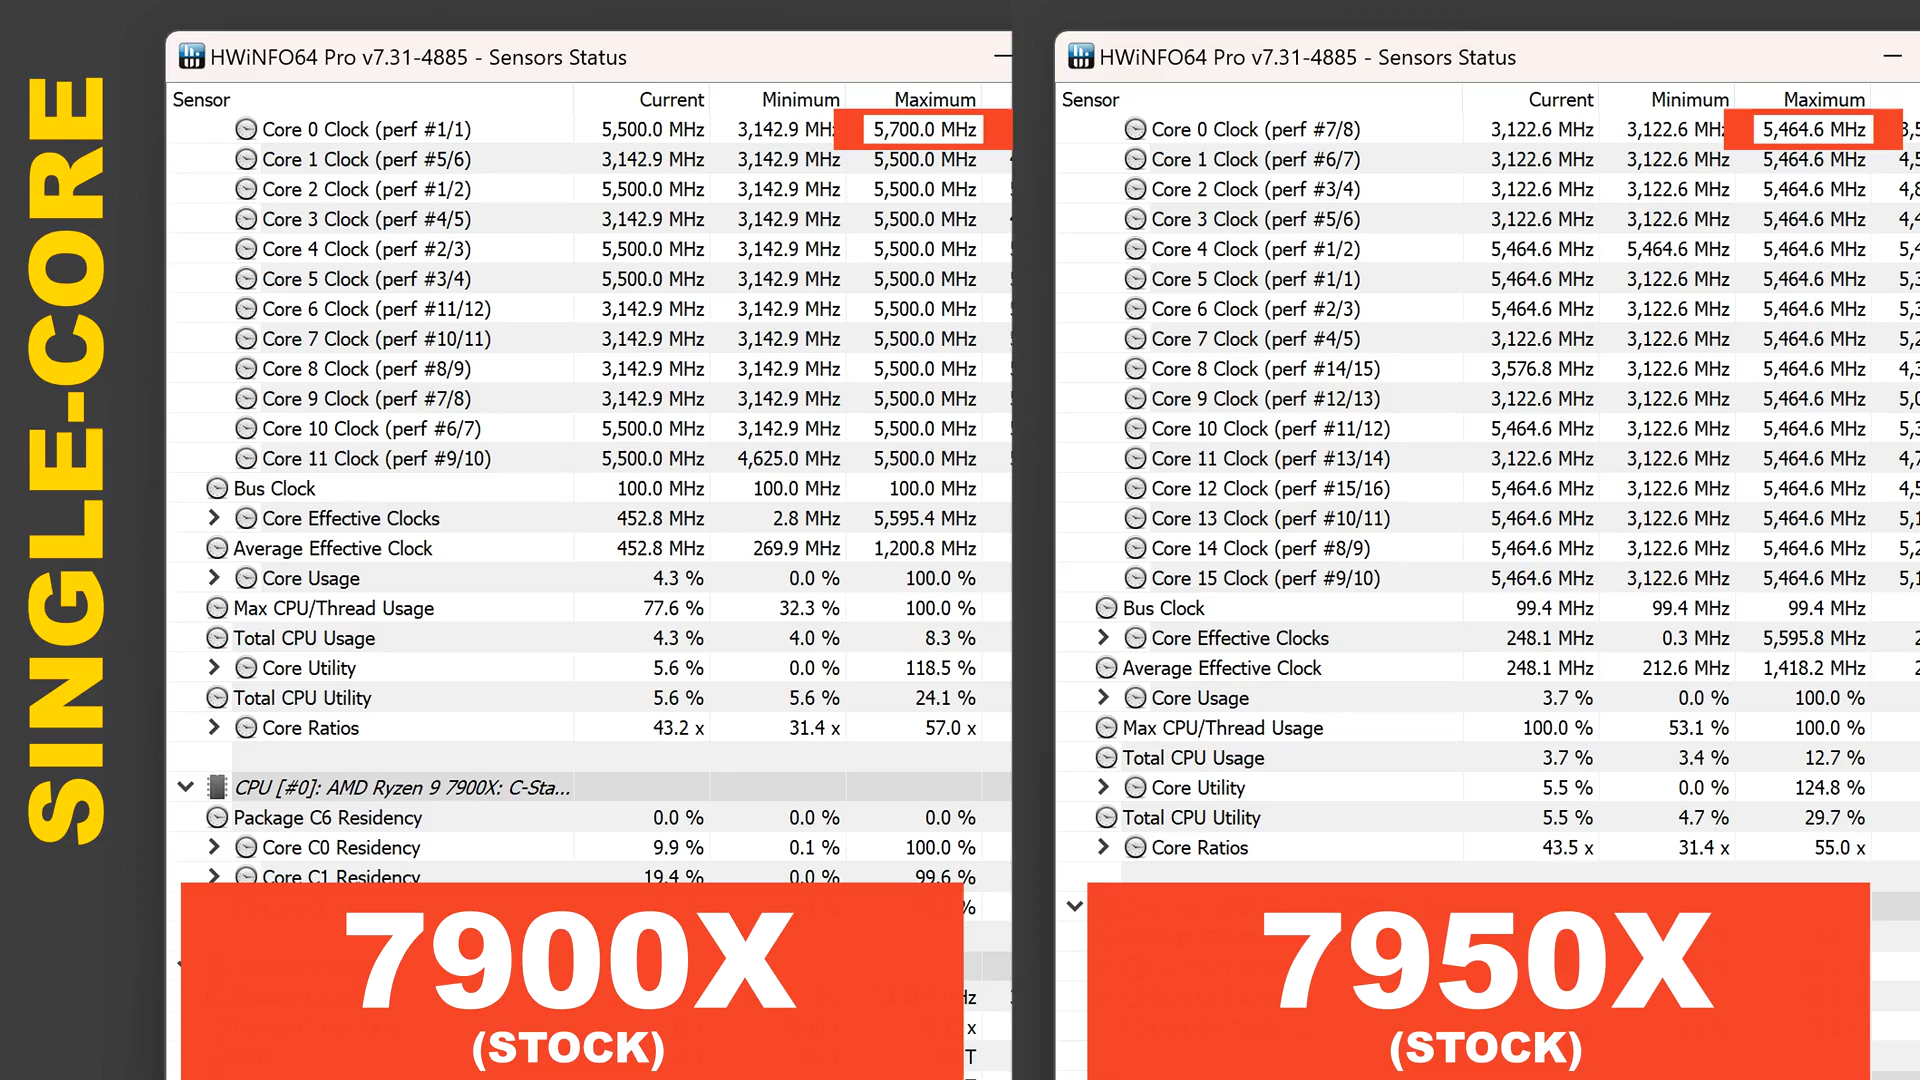 SINGLE-CORE
HWiNFO64 Pro v7.31-4885 - Sensors Status
Sensor Current Minimum Maximum
Core 0 Clock (perf #1/1) 5,500.0 MHz 3,142.9 MHz 5,700.0 MHz
Core 1 Clock (perf #5/6) 3,142.9 MHz 3,142.9 MHz 5,500.0 MHz
Core 2 Clock (perf #1/2) 5,500.0 MHz 3,142.9 MHz 5,500.0 MHz
Core 3 Clock (perf #4/5) 3,142.9 MHz 3,142.9 MHz 5,500.0 MHz
Core 4 Clock (perf #2/3) 5,500.0 MHz 3,142.9 MHz 5,500.0 MHz
Core 5 Clock (perf #3/4) 5,500.0 MHz 3,142.9 MHz 5,500.0 MHz
Core 6 Clock (perf #11/12) 3,142.9 MHz 3,142.9 MHz 5,500.0 MHz
Core 7 Clock (perf #10/11) 3,142.9 MHz 3,142.9 MHz 5,500.0 MHz
Core 8 Clock (perf #8/9) 3,142.9 MHz 3,142.9 MHz 5,500.0 MHz
Core 9 Clock (perf #7/8) 3,142.9 MHz 3,142.9 MHz 5,500.0 MHz
Core 10 Clock (perf #6/7) 5,500.0 MHz 3,142.9 MHz 5,500.0 MHz
Core 11 Clock (perf #9/10) 5,500.0 MHz 4,625.0 MHz 5,500.0 MHz
Bus Clock 100.0 MHz 100.0 MHz 100.0 MHz
Core Effective Clocks 452.8 MHz 2.8 MHz 5,595.4 MHz
Average Effective Clock 452.8 MHz 269.9 MHz 1,200.8 MHz
Core Usage 4.3 % 0.0 % 100.0 %
Max CPU/Thread Usage 77.6 % 32.3 % 100.0 %
Total CPU Usage 4.3 % 4.0 % 8.3 %
Core Utility 5.6 % 0.0 % 118.5 %
Total CPU Utility 5.6 % 5.6 % 24.1 %
Core Ratios 43.2 x 31.4 x 57.0 x
CPU [#0]: AMD Ryzen 9 7900X: C-Sta...
Package C6 Residency 0.0 % 0.0 % 0.0 %
Core C0 Residency 9.9 % 0.1 % 100.0 %
Core C1 Residency 19.4 % 0.0 % 99.6 %
7900X
(STOCK)
HWiNFO64 Pro v7.31-4885 - Sensors Status
Sensor Current Minimum Maximum
Core 0 Clock (perf #7/8) 3,122.6 MHz 3,122.6 MHz 5,464.6 MHz
Core 1 Clock (perf #6/7) 3,122.6 MHz 3,122.6 MHz 5,464.6 MHz
Core 2 Clock (perf #3/4) 3,122.6 MHz 3,122.6 MHz 5,464.6 MHz
Core 3 Clock (perf #5/6) 3,122.6 MHz 3,122.6 MHz 5,464.6 MHz
Core 4 Clock (perf #1/2) 5,464.6 MHz 5,464.6 MHz 5,464.6 MHz
Core 5 Clock (perf #1/1) 5,464.6 MHz 3,122.6 MHz 5,464.6 MHz
Core 6 Clock (perf #2/3) 5,464.6 MHz 3,122.6 MHz 5,464.6 MHz
Core 7 Clock (perf #4/5) 3,122.6 MHz 3,122.6 MHz 5,464.6 MHz
Core 8 Clock (perf #14/15) 3,576.8 MHz 3,122.6 MHz 5,464.6 MHz
Core 9 Clock (perf #12/13) 3,122.6 MHz 3,122.6 MHz 5,464.6 MHz
Core 10 Clock (perf #11/12) 5,464.6 MHz 3,122.6 MHz 5,464.6 MHz
Core 11 Clock (perf #13/14) 3,122.6 MHz 3,122.6 MHz 5,464.6 MHz
Core 12 Clock (perf #15/16) 5,464.6 MHz 3,122.6 MHz 5,464.6 MHz
Core 13 Clock (perf #10/11) 5,464.6 MHz 3,122.6 MHz 5,464.6 MHz
Core 14 Clock (perf #8/9) 5,464.6 MHz 3,122.6 MHz 5,464.6 MHz
Core 15 Clock (perf #9/10) 5,464.6 MHz 3,122.6 MHz 5,464.6 MHz
Bus Clock 99.4 MHz 99.4 MHz 99.4 MHz
Core Effective Clocks 248.1 MHz 0.3 MHz 5,595.8 MHz
Average Effective Clock 248.1 MHz 212.6 MHz 1,418.2 MHz
Core Usage 3.7 % 0.0 % 100.0 %
Max CPU/Thread Usage 100.0 % 53.1 % 100.0 %
Total CPU Usage 3.7 % 3.4 % 12.7 %
Core Utility 5.5 % 0.0 % 124.8 %
Total CPU Utility 5.5 % 4.7 % 29.7 %
Core Ratios 43.5 x 31.4 x 55.0 x
7950X
(STOCK)